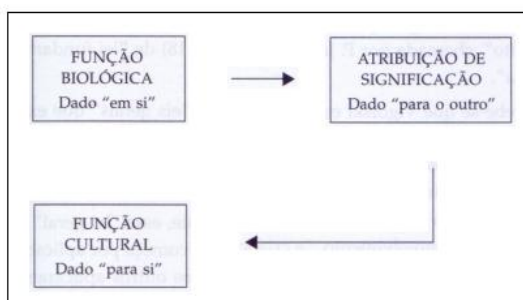 FUNÇÃO
BIOLÓGICA
Dado “em si”
ATRIBUIÇÃO DE
SIGNIFICAÇÃO
Dado “para o outro”
FUNÇÃO
CULTURAL
Dado “para si”